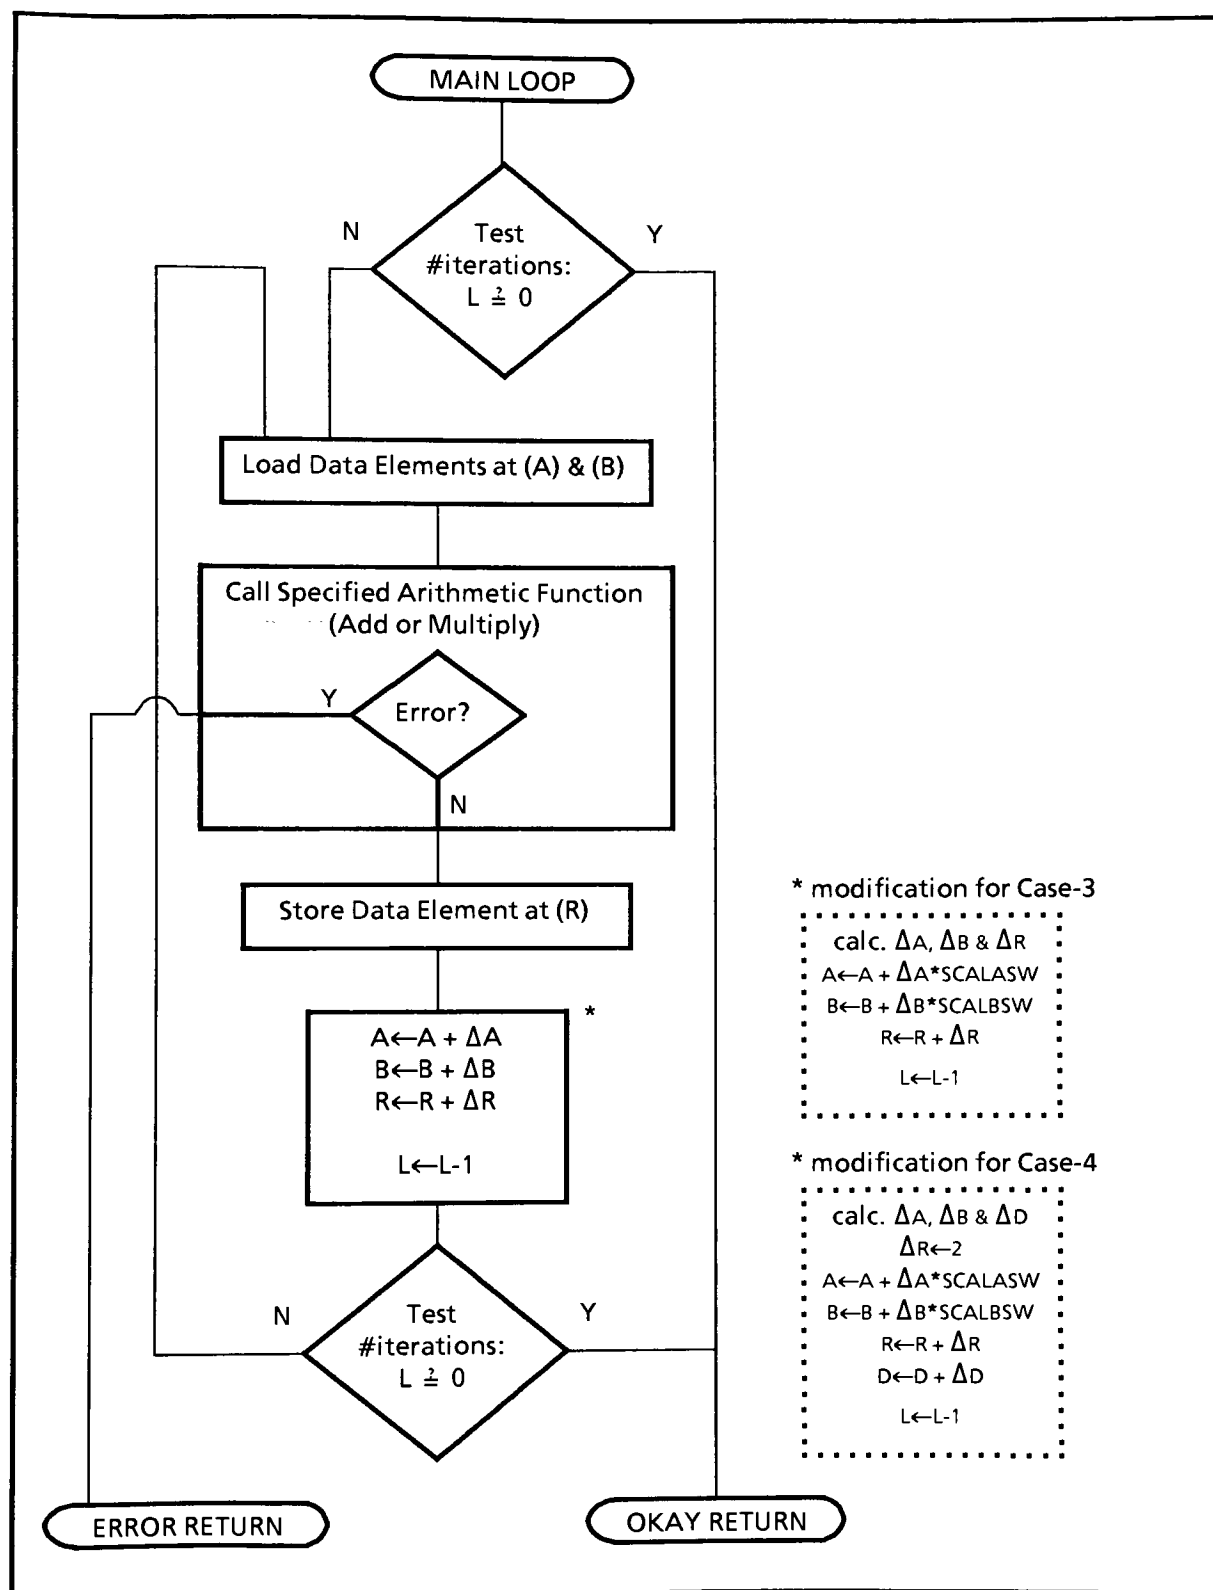 MAIN LOOP
N
Y
Test
#iterations:
L ≟ 0
Load Data Elements at (A) & (B)
Call Specified Arithmetic Function
(Add or Multiply)
Y
Error?
N
Store Data Element at (R)
*
A←A + ΔA
B←B + ΔB
R←R + ΔR
L←L-1
N
Y
Test
#iterations:
L ≟ 0
ERROR RETURN
OKAY RETURN
* modification for Case-3
calc. ΔA, ΔB & ΔR
A←A + ΔA*SCALASW
B←B + ΔB*SCALBSW
R←R + ΔR
L←L-1
* modification for Case-4
calc. ΔA, ΔB & ΔD
ΔR←2
A←A + ΔA*SCALASW
B←B + ΔB*SCALBSW
R←R + ΔR
D←D + ΔD
L←L-1